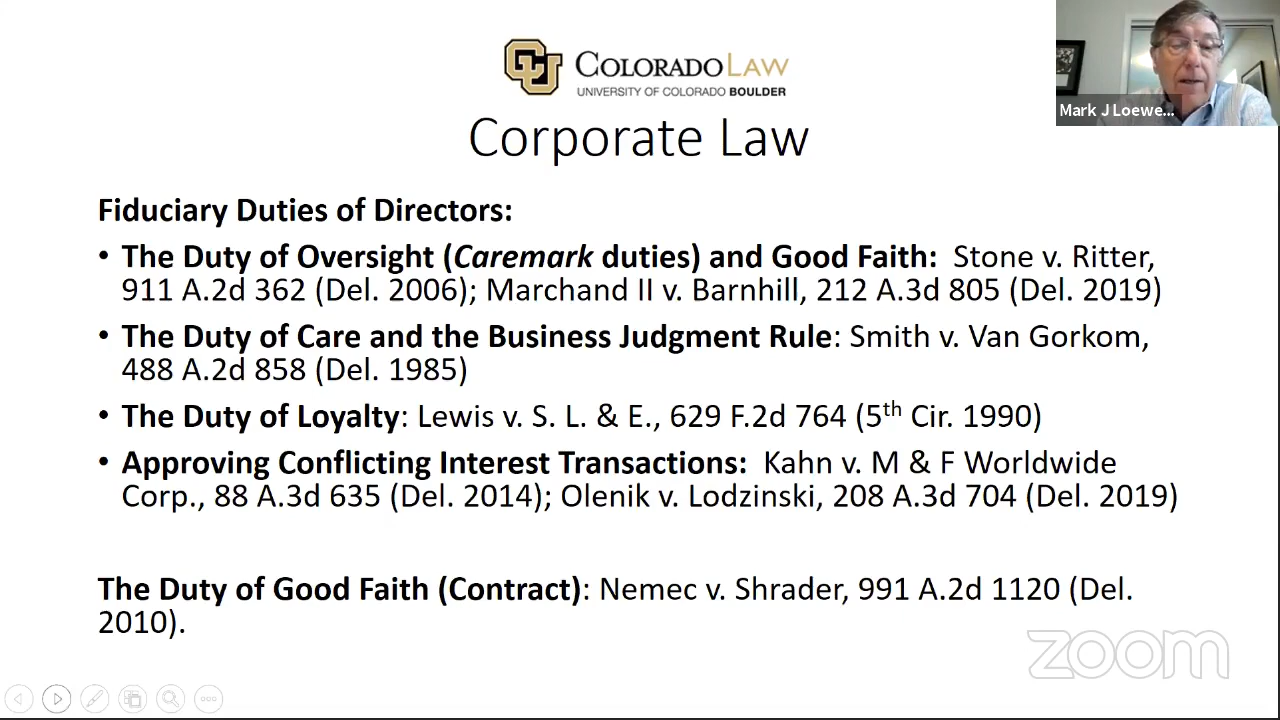 CU
COLORADO LAW
UNIVERSITY OF COLORADO BOULDER
Mark J Loewe...
Corporate Law
Fiduciary Duties of Directors:
• The Duty of Oversight (Caremark duties) and Good Faith: Stone v. Ritter,
911 A.2d 362 (Del. 2006); Marchand II v. Barnhill, 212 A.3d 805 (Del. 2019)
• The Duty of Care and the Business Judgment Rule: Smith v. Van Gorkom,
488 A.2d 858 (Del. 1985)
• The Duty of Loyalty: Lewis v. S. L. & E., 629 F.2d 764 (5th Cir. 1990)
• Approving Conflicting Interest Transactions: Kahn v. M & F Worldwide
Corp., 88 A.3d 635 (Del. 2014); Olenik v. Lodzinski, 208 A.3d 704 (Del. 2019)
The Duty of Good Faith (Contract): Nemec v. Shrader, 991 A.2d 1120 (Del.
2010).
zoom